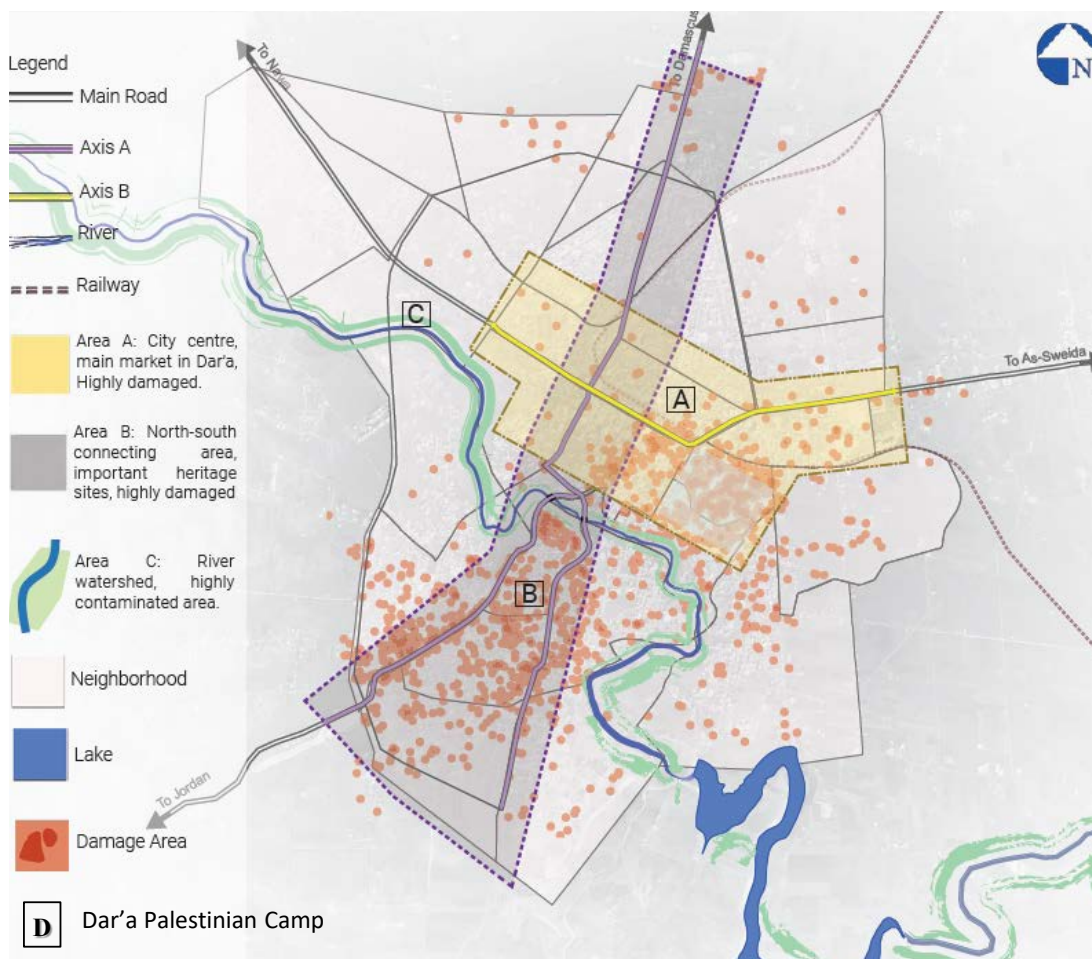 Legend
Main Road
Axis A
Axis B
River
Railway
Area A: City centre,
main market in Dar'a,
Highly damaged.
Area B: North-south
connecting area,
important heritage
sites, highly damaged
Area C: River
watershed, highly
contaminated area.
Neighborhood
Lake
Damage Area
D Dar'a Palestinian Camp
To Nawa
To Damascus
N
C
To As-Sweida
A
B
To Jordan